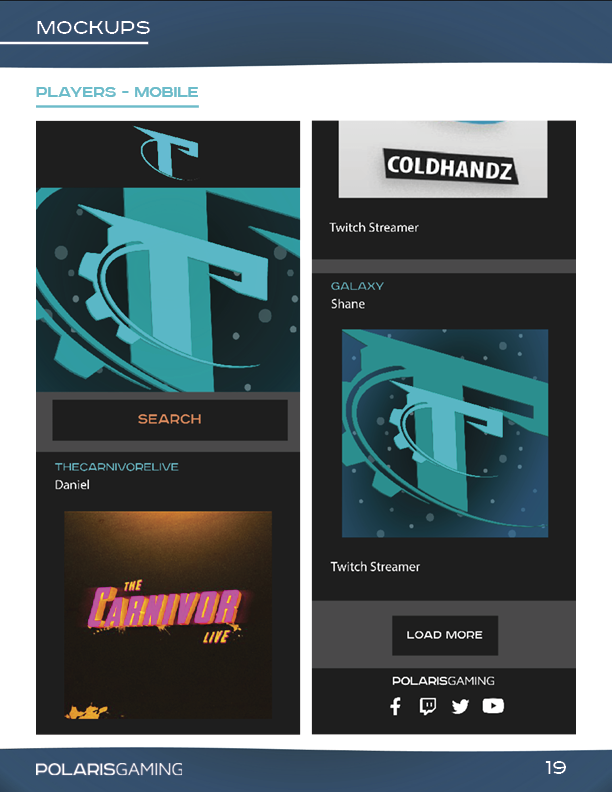 MOCKUPS
PLAYERS - MOBILE
SEARCH
THECARNIVORELIVE
Daniel
THE
CARNIVOR
LIVE
COLDHANDZ
Twitch Streamer
GALAXY
Shane
Twitch Streamer
LOAD MORE
POLARISGAMING
POLARISGAMING
19